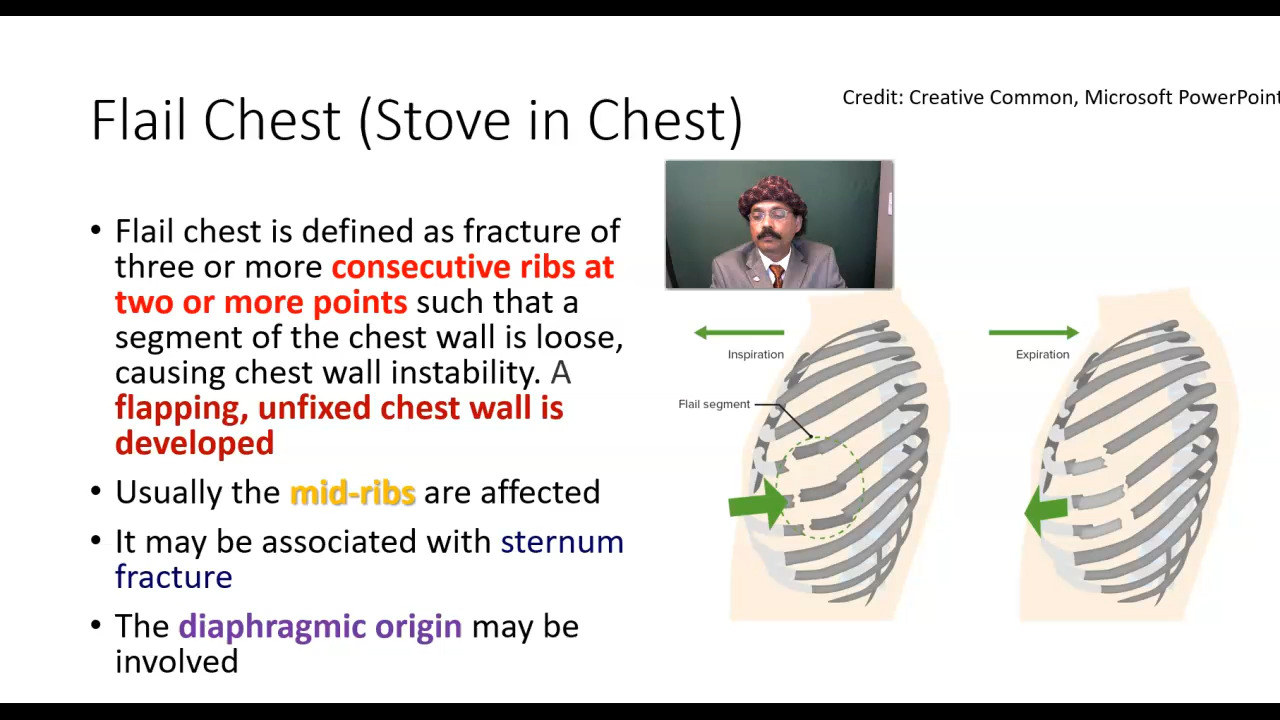 Flail Chest (Stove in Chest)
Credit: Creative Common, Microsoft PowerPoint
• Flail chest is defined as fracture of
three or more consecutive ribs at
two or more points such that a
segment of the chest wall is loose,
causing chest wall instability. A
flapping, unfixed chest wall is
developed
• Usually the mid-ribs are affected
• It may be associated with sternum
fracture
• The diaphragmic origin may be
involved
Inspiration
Flail segment
Expiration